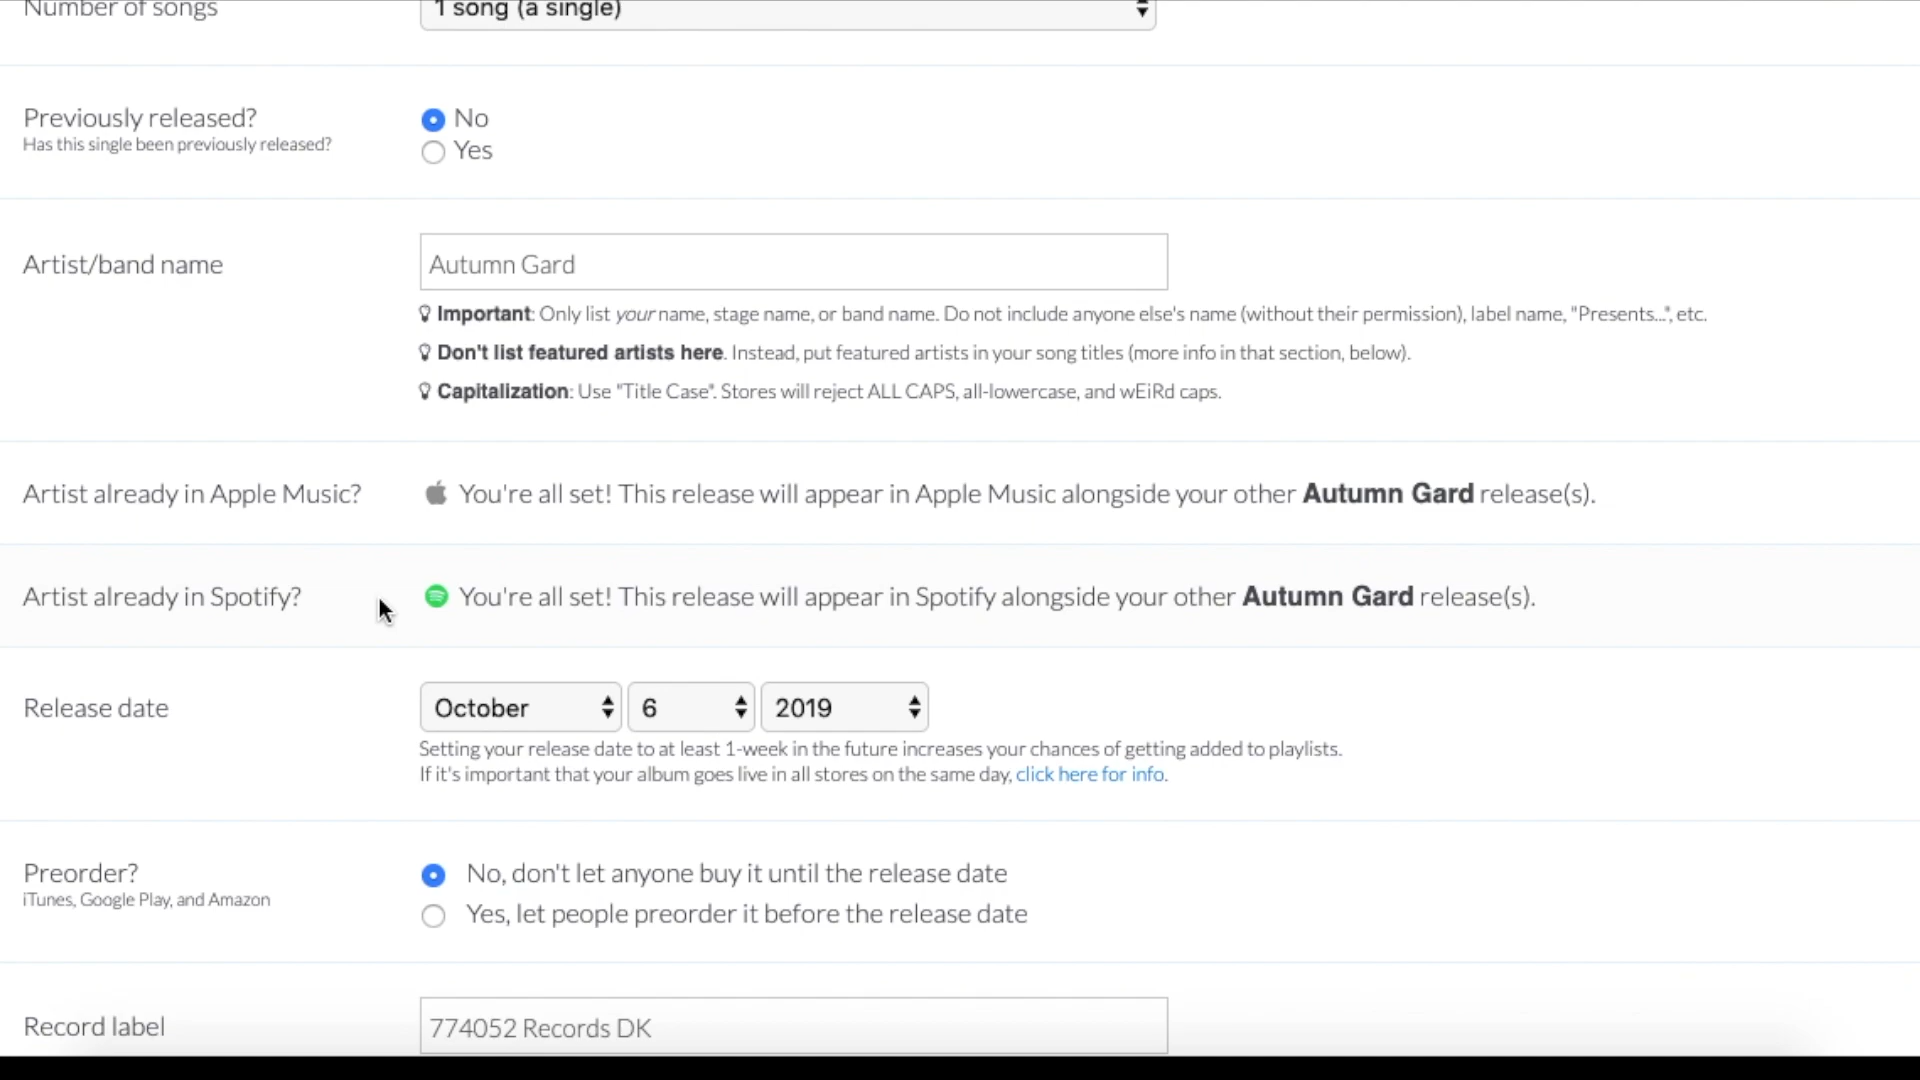 Number of songs
1 song (a single)
Previously released?
Has this single been previously released?
No
Yes
Artist/band name
Autumn Gard
Important: Only list your name, stage name, or band name. Do not include anyone else's name (without their permission), label name, "Presents...", etc.
Don't list featured artists here. Instead, put featured artists in your song titles (more info in that section, below).
Capitalization: Use "Title Case". Stores will reject ALL CAPS, all-lowercase, and wEiRd caps.
Artist already in Apple Music?
You're all set! This release will appear in Apple Music alongside your other Autumn Gard release(s).
Artist already in Spotify?
You're all set! This release will appear in Spotify alongside your other Autumn Gard release(s).
Release date
October 6 2019
Setting your release date to at least 1-week in the future increases your chances of getting added to playlists.
If it's important that your album goes live in all stores on the same day, click here for info.
Preorder?
iTunes, Google Play, and Amazon
No, don't let anyone buy it until the release date
Yes, let people preorder it before the release date
Record label
774052 Records DK